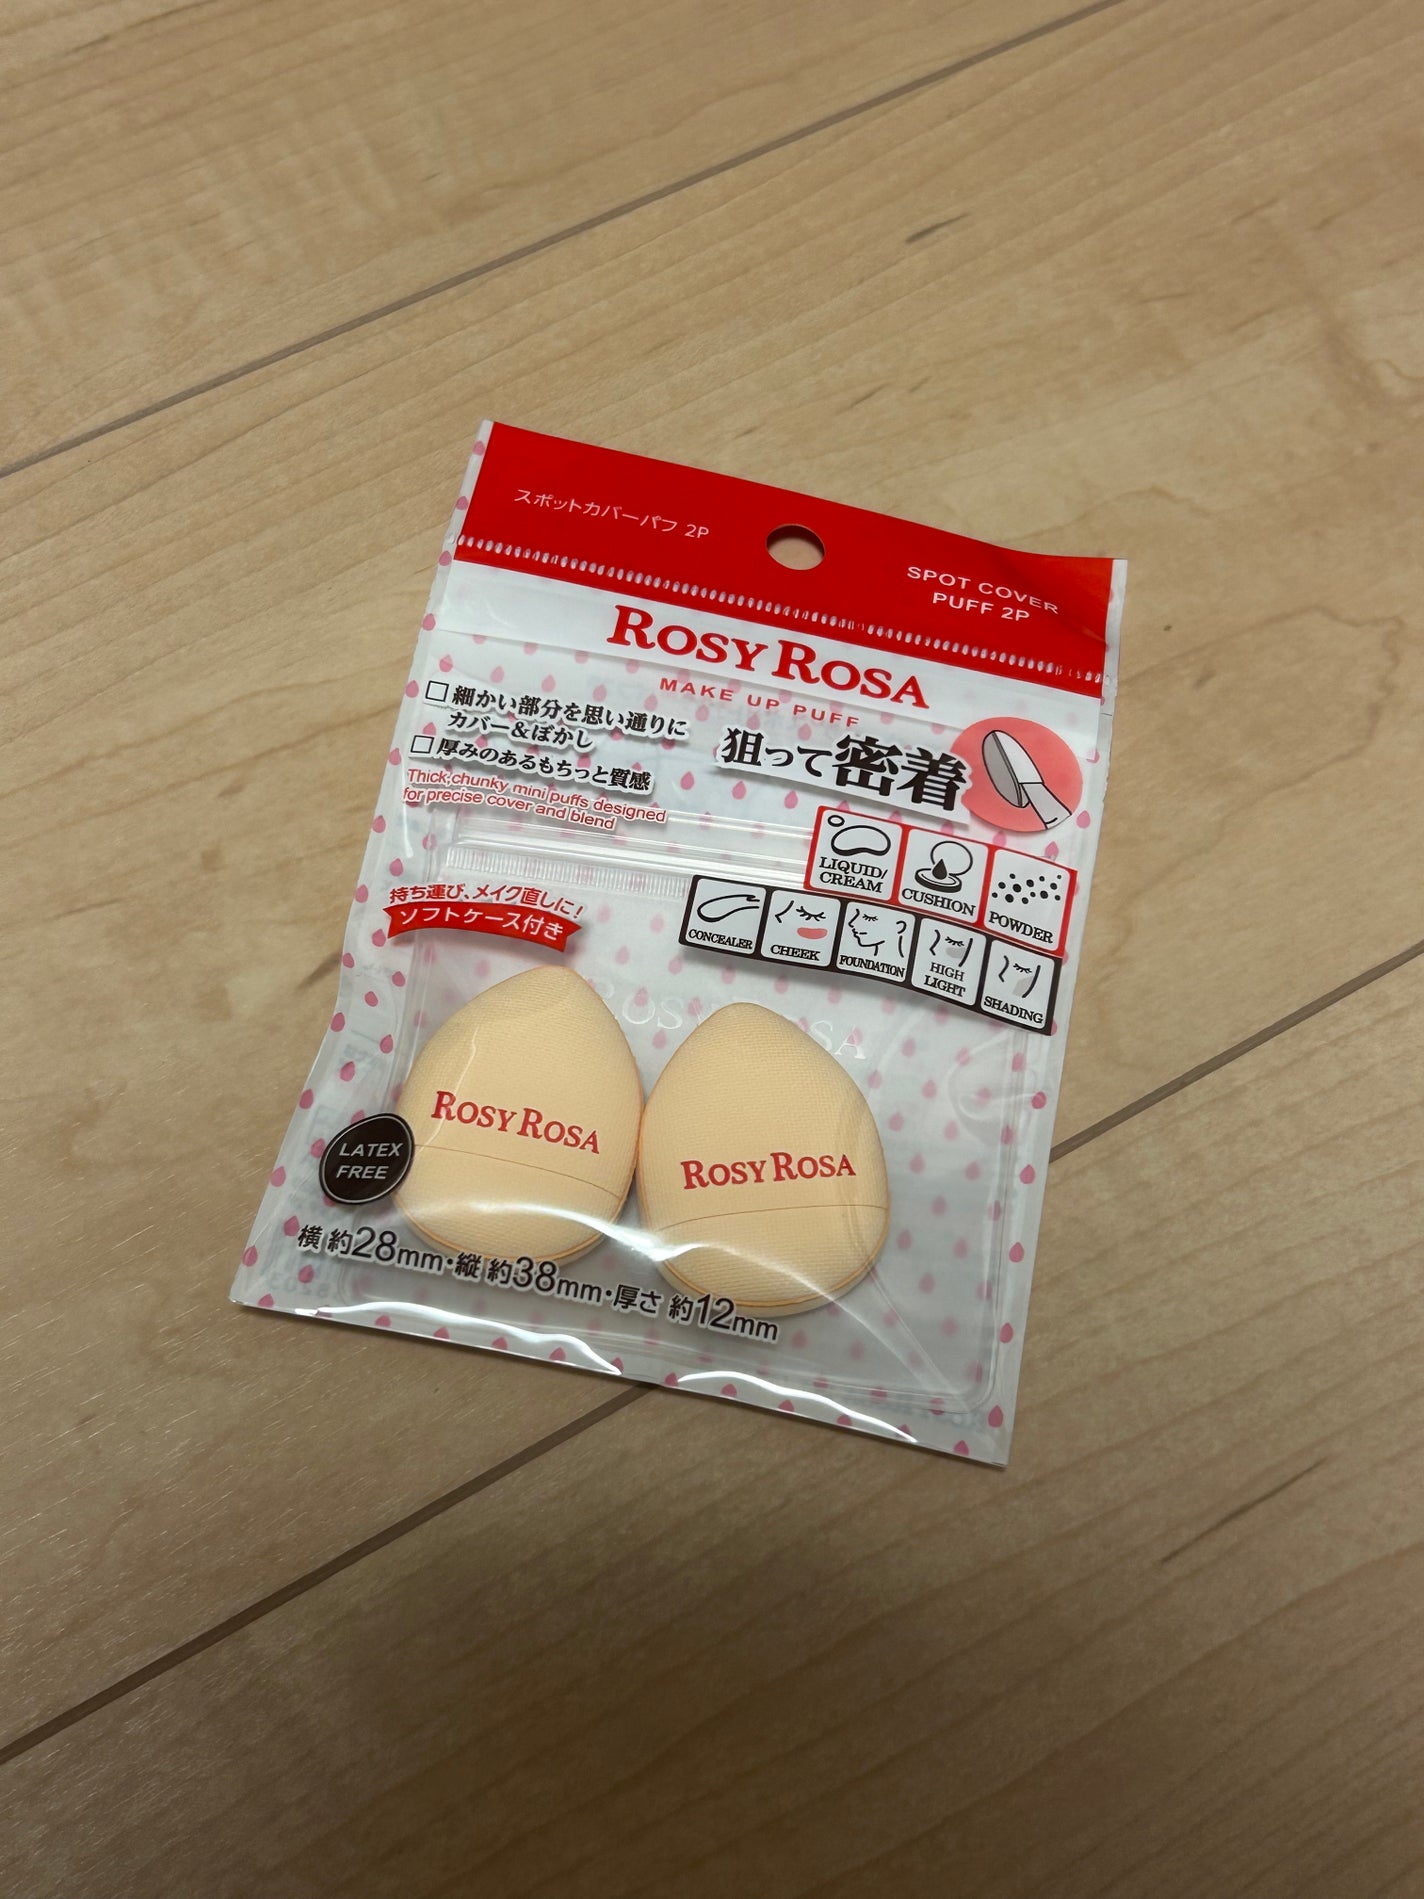 スポットカバーパフ 2P
SPOT COVER
PUFF 2P
ROSY ROSA
MAKE UP PUFF
□ 細かい部分を思い通りに
カバー&ぼかし
□ 厚みのあるもちっと質感
Thick,chunky mini puffs designed
for precise cover and blend
狙って密着
LIQUID/
CREAM
CUSHION
POWDER
CONCEALER
CHEEK
FOUNDATION
HIGH
LIGHT
SHADING
持ち運び、メイク直しに!
ソフトケース付き
ROSY ROSA
ROSY ROSA
ROSY ROSA
LATEX
FREE
横 約28mm・縦 約38mm・厚さ 約12mm